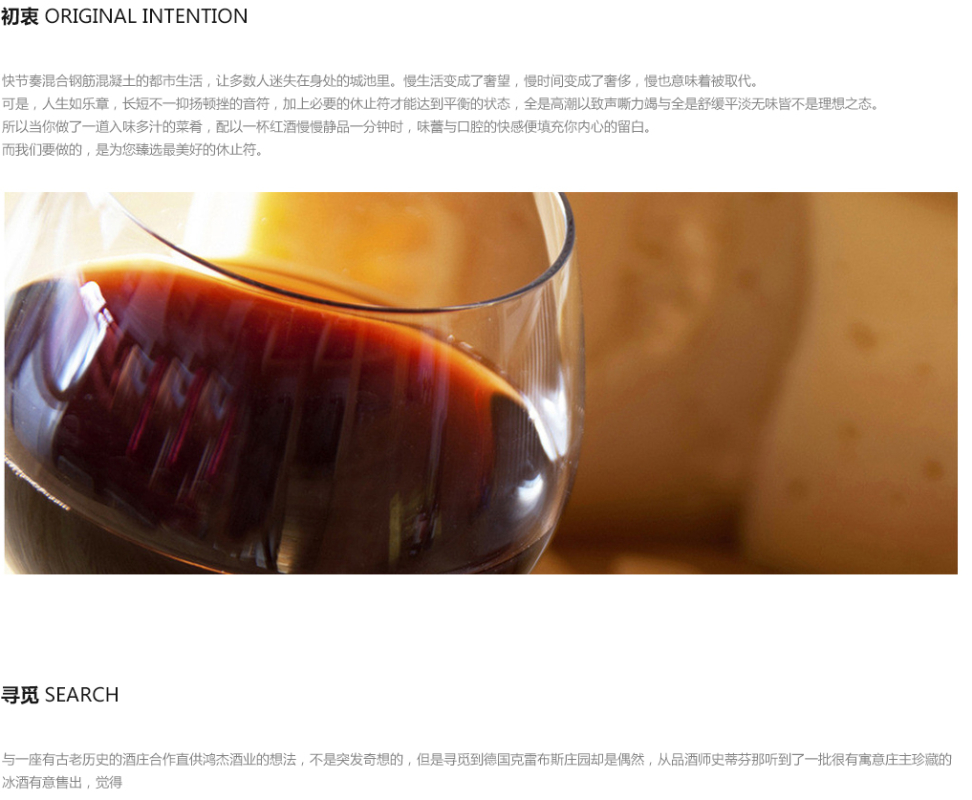 初衷 ORIGINAL INTENTION
快节奏混合钢筋混凝土的都市生活，让多数人迷失在身处的城池里。慢生活变成了奢望，慢时间变成了奢侈，慢也意味着被取代。
可是，人生如乐章，长短不一抑扬顿挫的音符，加上必要的休止符才能达到平衡的状态，全是高潮以致声嘶力竭与全是舒缓平淡无味皆不是理想之态。
所以当你做了一道入味多汁的菜肴，配以一杯红酒慢慢静品一分钟时，味蕾与口腔的快感便填充你内心的留白。
而我们要做的，是为您臻选最美好的休止符。
寻觅 SEARCH
与一座有古老历史的酒庄合作直供鸿杰酒业的想法，不是突发奇想的，但是寻觅到德国克雷布斯庄园却是偶然，从品酒师史蒂芬那听到了一批很有寓意庄主珍藏的
冰酒有意售出，觉得